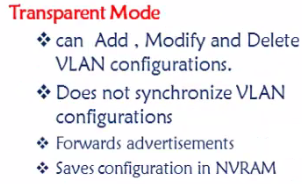 Transparent Mode
❖ can Add , Modify and Delete
VLAN configurations.
❖ Does not synchronize VLAN
configurations
❖ Forwards advertisements
❖ Saves configuration in NVRAM